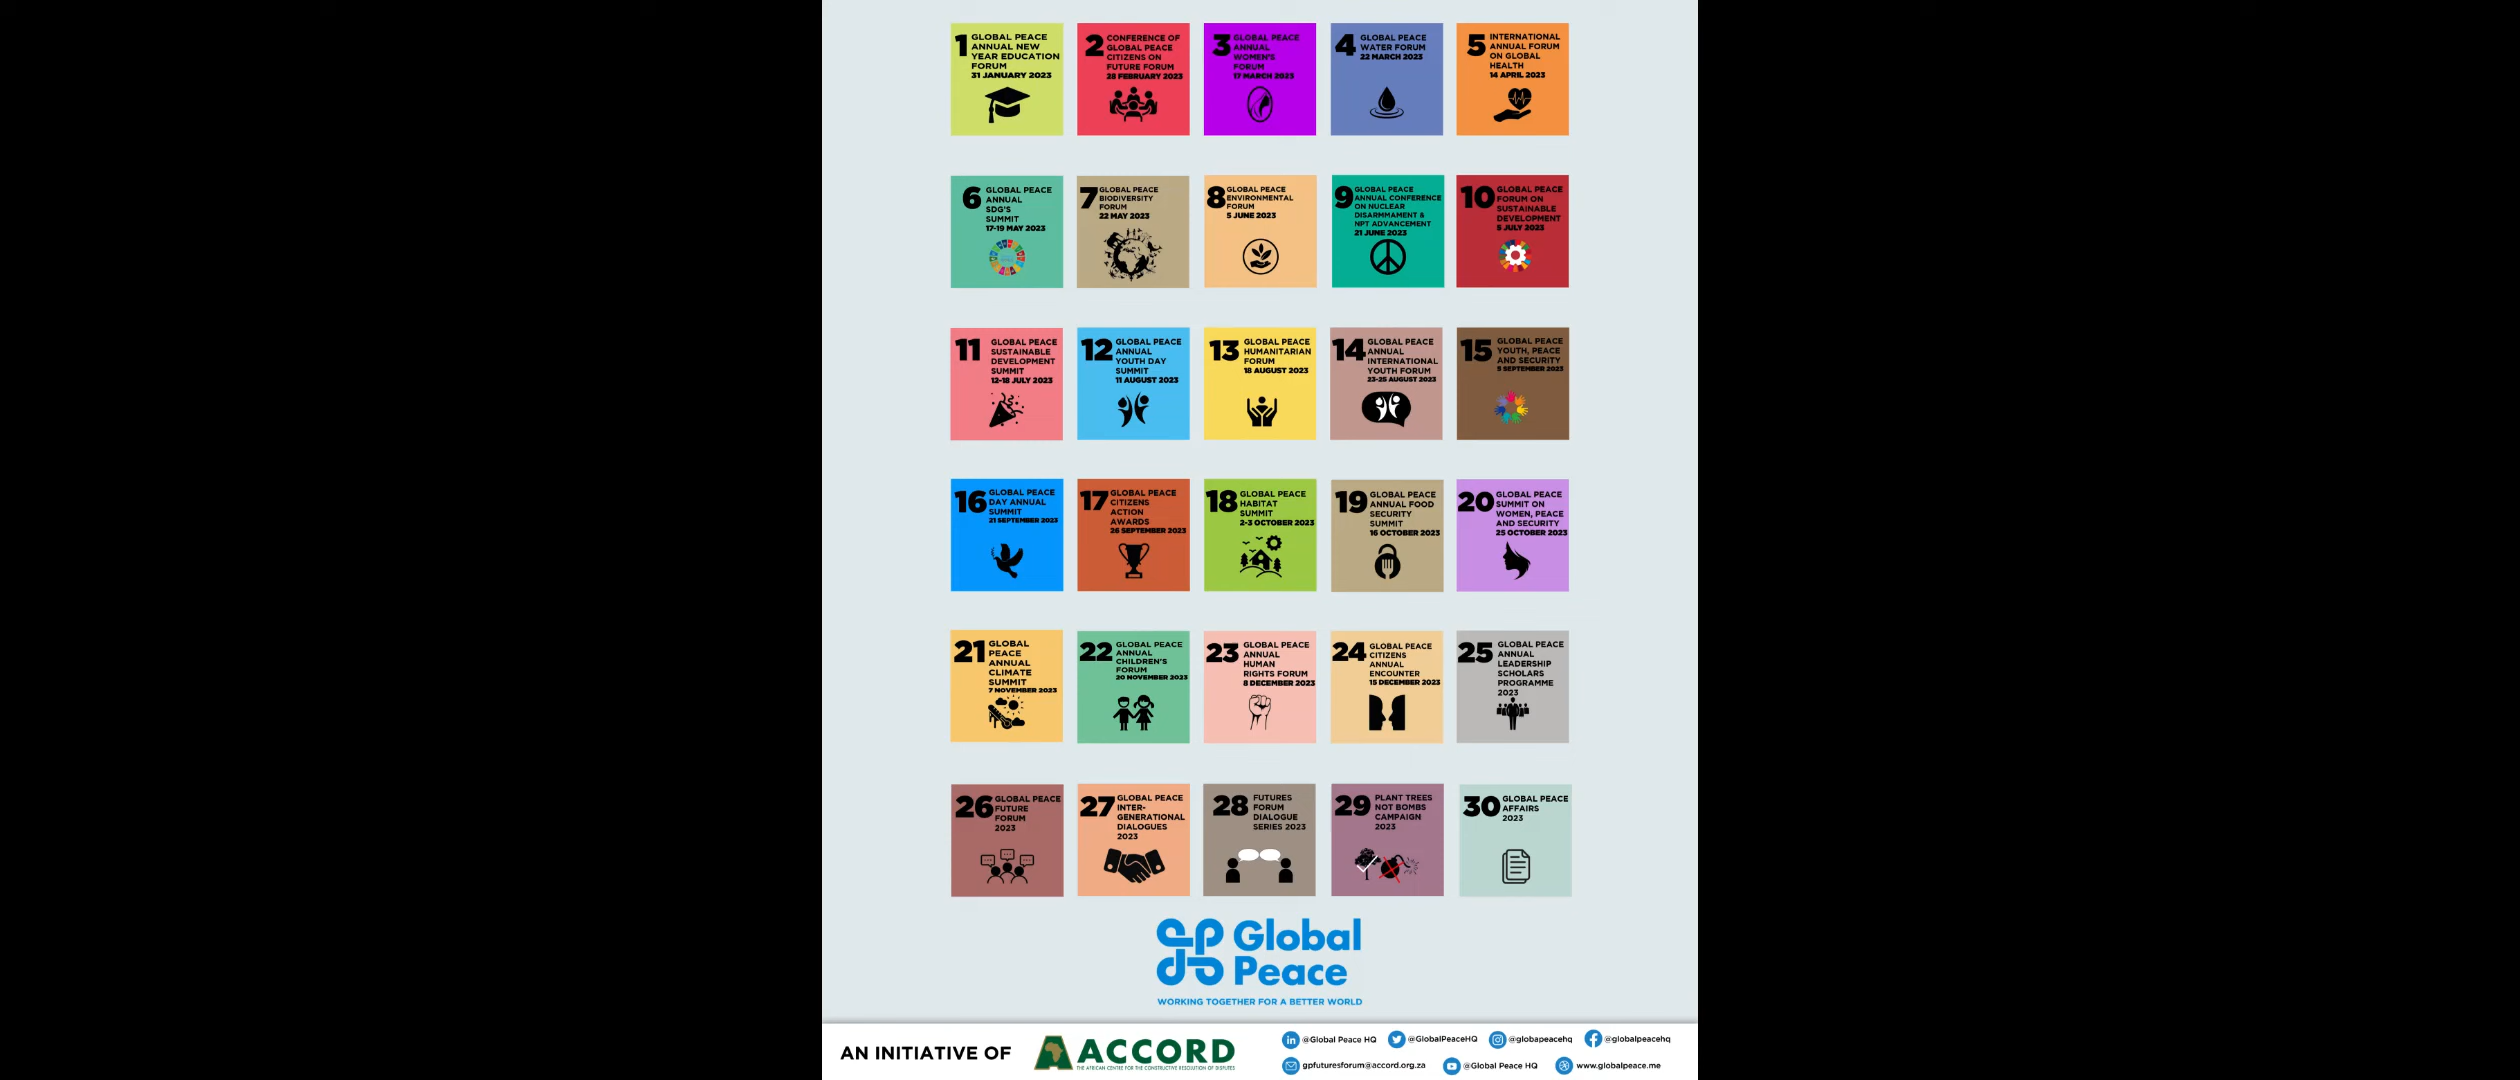 1 GLOBAL PEACE
ANNUAL NEW
YEAR EDUCATION
FORUM
31 JANUARY 2023
2 CONFERENCE OF
GLOBAL PEACE
CITIZENS ON
FUTURE FORUM
28 FEBRUARY 2023
3 GLOBAL PEACE
ANNUAL
WOMEN'S
FORUM
17 MARCH 2023
4 GLOBAL PEACE
WATER FORUM
22 MARCH 2023
5 INTERNATIONAL
ANNUAL FORUM
ON GLOBAL
HEALTH
14 APRIL 2023
6 GLOBAL PEACE
ANNUAL
SDG'S
SUMMIT
17-19 MAY 2023
7 GLOBAL PEACE
BIODIVERSITY
FORUM
22 MAY 2023
8 GLOBAL PEACE
ENVIRONMENTAL
FORUM
5 JUNE 2023
9 GLOBAL PEACE
ANNUAL CONFERENCE
ON NUCLEAR
DISARMMAMENT &
NPT ADVANCEMENT
21 JUNE 2023
10 GLOBAL PEACE
FORUM ON
SUSTAINABLE
DEVELOPMENT
5 JULY 2023
11 GLOBAL PEACE
SUSTAINABLE
DEVELOPMENT
SUMMIT
12-18 JULY 2023
12 GLOBAL PEACE
ANNUAL
YOUTH DAY
SUMMIT
11 AUGUST 2023
13 GLOBAL PEACE
HUMANITARIAN
FORUM
18 AUGUST 2023
14 GLOBAL PEACE
ANNUAL
INTERNATIONAL
YOUTH FORUM
23-25 AUGUST 2023
15 GLOBAL PEACE
YOUTH, PEACE
AND SECURITY
5 SEPTEMBER 2023
16 GLOBAL PEACE
DAY ANNUAL
SUMMIT
21 SEPTEMBER 2023
17 GLOBAL PEACE
CITIZENS
ACTION
AWARDS
26 SEPTEMBER 2023
18 GLOBAL PEACE
HABITAT
SUMMIT
2-3 OCTOBER 2023
19 GLOBAL PEACE
ANNUAL FOOD
SECURITY
SUMMIT
16 OCTOBER 2023
20 GLOBAL PEACE
SUMMIT ON
WOMEN, PEACE
AND SECURITY
25 OCTOBER 2023
21 GLOBAL
PEACE
ANNUAL
CLIMATE
SUMMIT
7 NOVEMBER 2023
22 GLOBAL PEACE
ANNUAL
CHILDREN'S
FORUM
20 NOVEMBER 2023
23 GLOBAL PEACE
ANNUAL
HUMAN
RIGHTS FORUM
8 DECEMBER 2023
24 GLOBAL PEACE
CITIZENS
ANNUAL
ENCOUNTER
15 DECEMBER 2023
25 GLOBAL PEACE
ANNUAL
LEADERSHIP
SCHOLARS
PROGRAMME
2023
26 GLOBAL PEACE
FUTURE
FORUM
2023
27 GLOBAL PEACE
INTER-
GENERATIONAL
DIALOGUES
2023
28 FUTURES
FORUM
DIALOGUE
SERIES 2023
29 PLANT TREES
NOT BOMBS
CAMPAIGN
2023
30 GLOBAL PEACE
AFFAIRS
2023
Global
Peace
WORKING TOGETHER FOR A BETTER WORLD
AN INITIATIVE OF
ACCORD
THE AFRICAN CENTRE FOR THE CONSTRUCTIVE RESOLUTION OF DISPUTES
@Global Peace HQ @GlobalPeaceHQ @globapeacehq @globalpeacehq
gpfuturesforum@accord.org.za @Global Peace HQ www.globalpeace.me